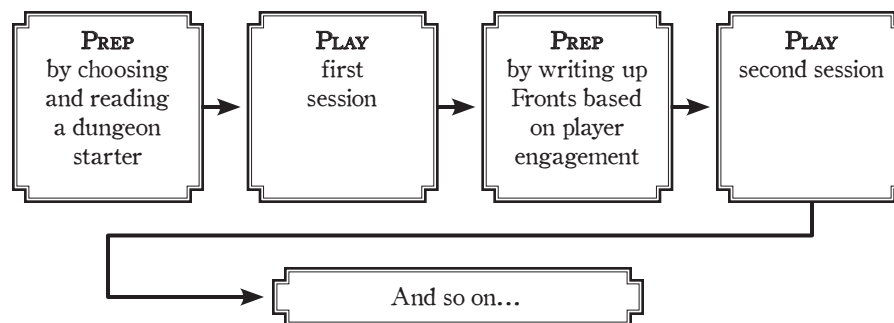 PREP
by choosing
and reading
a dungeon
starter
PLAY
first
session
PREP
by writing up
Fronts based
on player
engagement
PLAY
second session
And so on…